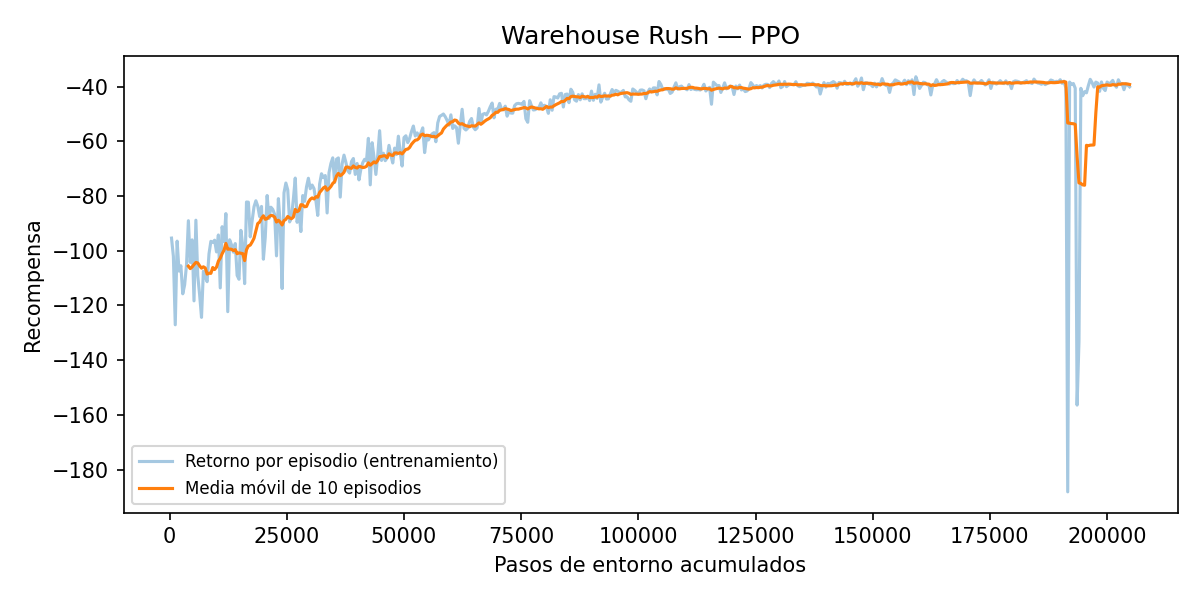 Warehouse Rush — PPO
Recompensa
−40
−60
−80
−100
−120
−140
−160
−180
Retorno por episodio (entrenamiento)
Media móvil de 10 episodios
0 25000 50000 75000 100000 125000 150000 175000 200000
Pasos de entorno acumulados